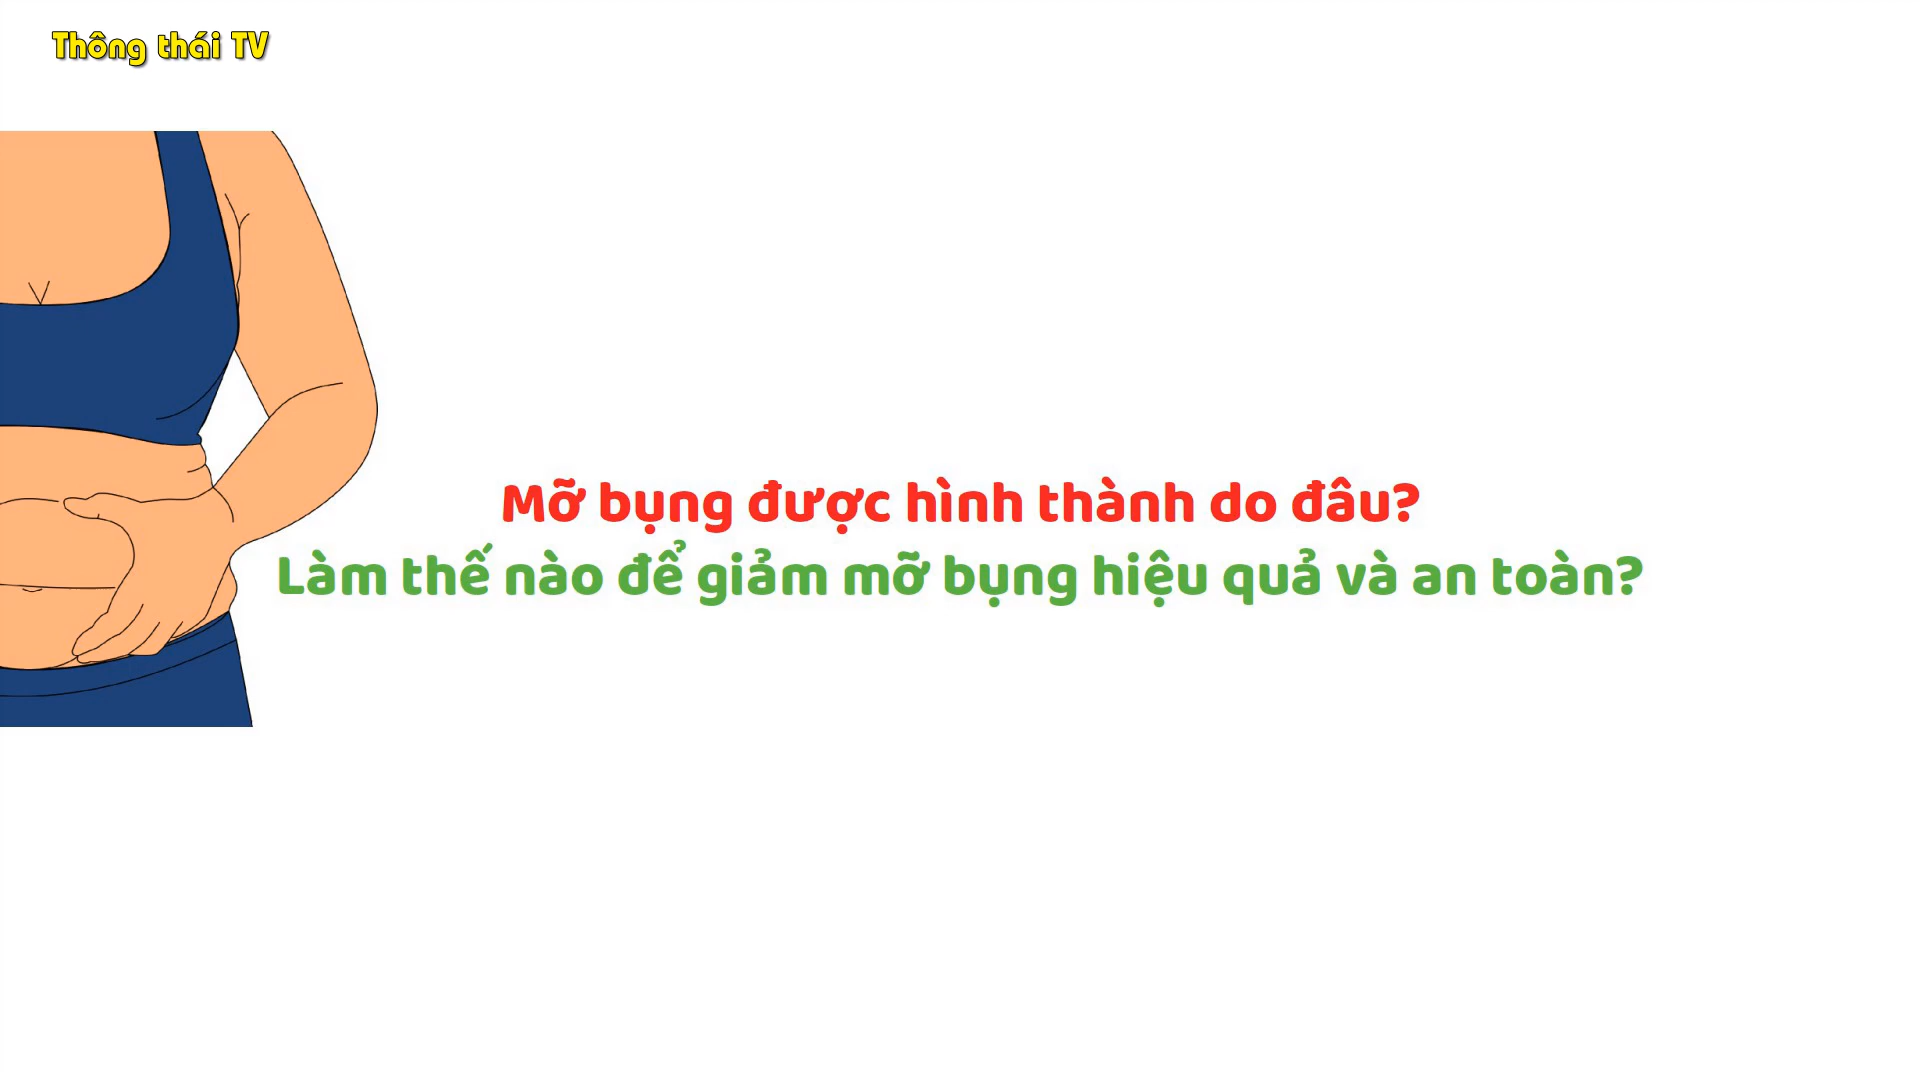 Thông thái TV
Mỡ bụng được hình thành do đâu?
Làm thế nào để giảm mỡ bụng hiệu quả và an toàn?